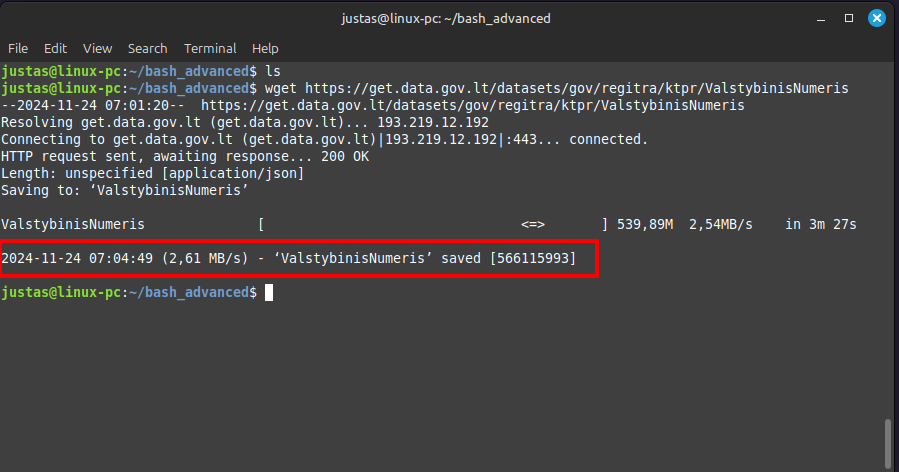 justas@linux-pc: ~/bash_advanced
File Edit View Search Terminal Help
justas@linux-pc:~/bash_advanced$ ls
justas@linux-pc:~/bash_advanced$ wget https://get.data.gov.lt/datasets/gov/regitra/ktpr/ValstybinisNumeris
--2024-11-24 07:01:20--  https://get.data.gov.lt/datasets/gov/regitra/ktpr/ValstybinisNumeris
Resolving get.data.gov.lt (get.data.gov.lt)... 193.219.12.192
Connecting to get.data.gov.lt (get.data.gov.lt)|193.219.12.192|:443... connected.
HTTP request sent, awaiting response... 200 OK
Length: unspecified [application/json]
Saving to: ‘ValstybinisNumeris’
ValstybinisNumeris [ <=> ] 539,89M 2,54MB/s in 3m 27s
2024-11-24 07:04:49 (2,61 MB/s) - ‘ValstybinisNumeris’ saved [566115993]
justas@linux-pc:~/bash_advanced$